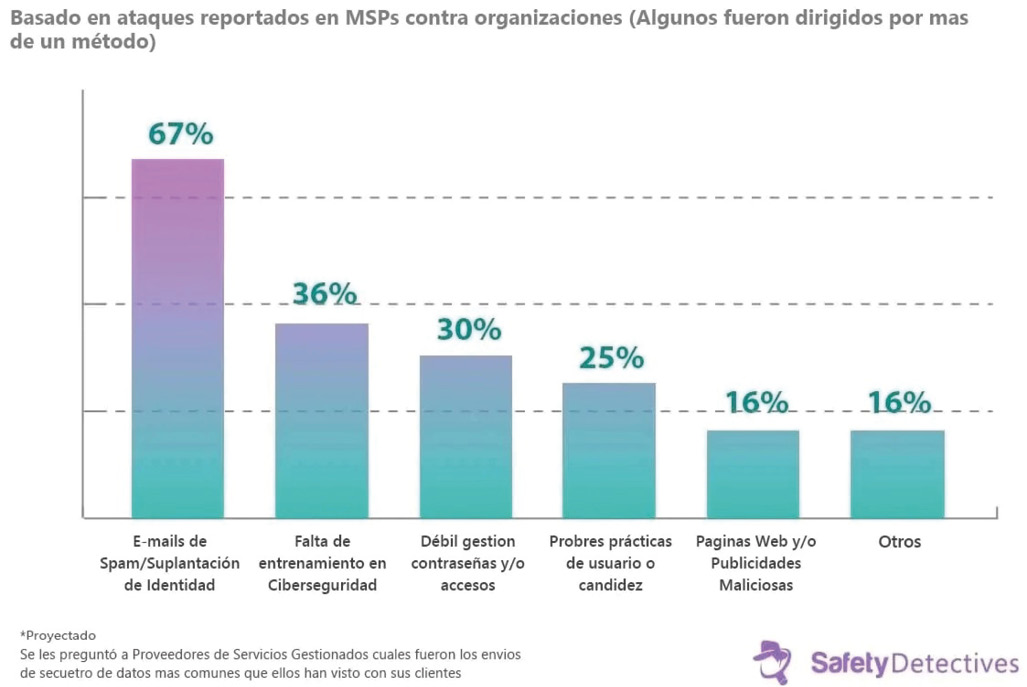 Basado en ataques reportados en MSPs contra organizaciones (Algunos fueron dirigidos por mas
de un método)
67%
36%
30%
25%
16%
16%
E-mails de
Spam/Suplantación
de Identidad
Falta de
entrenamiento en
Ciberseguridad
Débil gestion
contraseñas y/o
accesos
Probres prácticas
de usuario o
candidez
Paginas Web y/o
Publicidades
Maliciosas
Otros
*Proyectado
Se les preguntó a Proveedores de Servicios Gestionados cuales fueron los envios
de secuetro de datos mas comunes que ellos han visto con sus clientes
SafetyDetectives